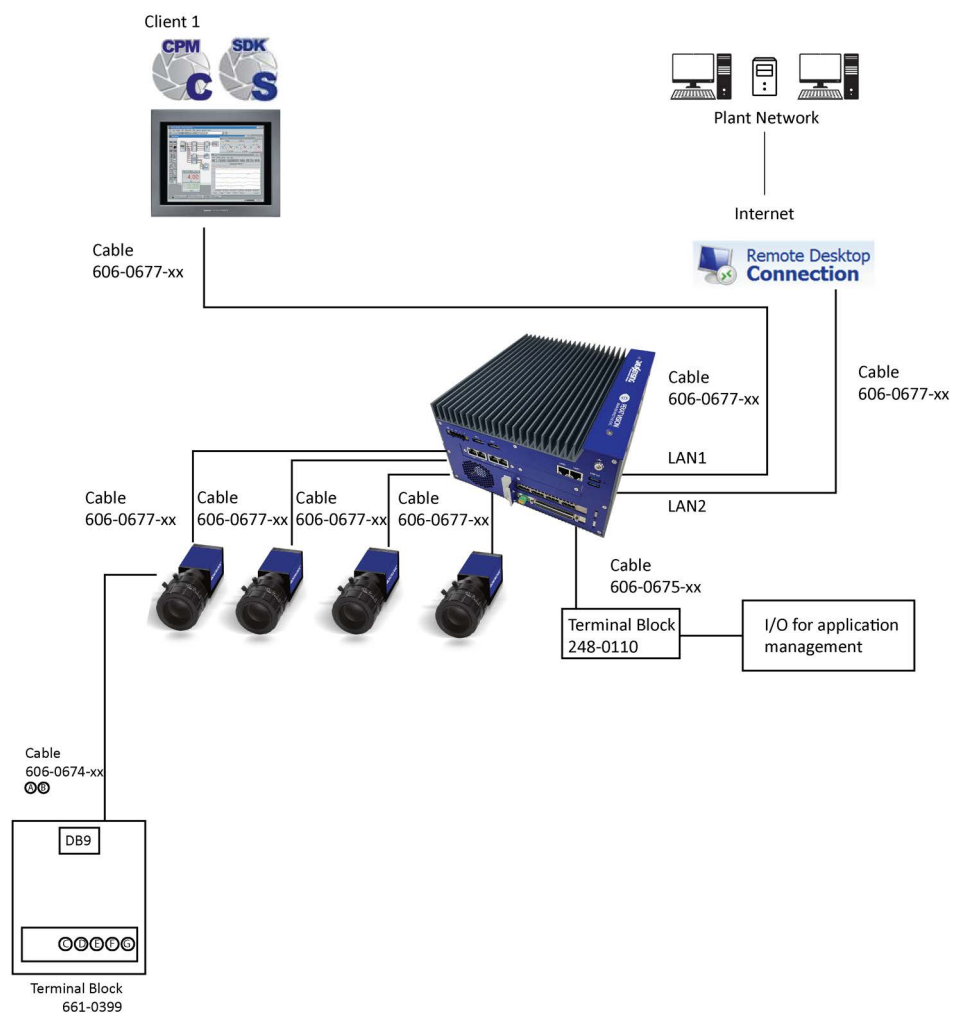 Client 1
CPM
SDK
C
S
Plant Network
Internet
Remote Desktop
Connection
Cable
606-0677-xx
Cable
606-0677-xx
Cable
606-0677-xx
LAN1
LAN2
Cable
606-0677-xx
Cable
606-0677-xx
Cable
606-0677-xx
Cable
606-0677-xx
Cable
606-0675-xx
Terminal Block
248-0110
I/O for application
management
Cable
606-0674-xx
A B
DB9
C D E F G
Terminal Block
661-0399